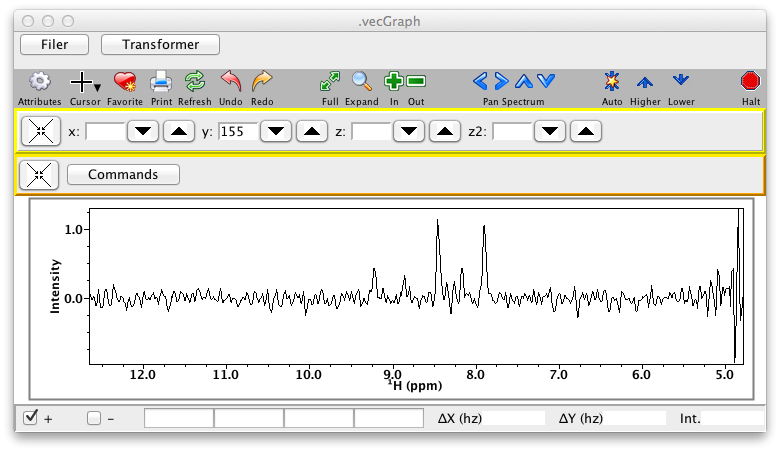 .vecGraph
Filer Transformer
Attributes Cursor Favorite Print Refresh Undo Redo Full Expand In Out Pan Spectrum Auto Higher Lower Halt
x: y: 155 z: z2:
Commands
1.0
Intensity
0.0
12.0 11.0 10.0 9.0 8.0 7.0 6.0 5.0
¹H (ppm)
+ – ΔX (hz) ΔY (hz) Int.